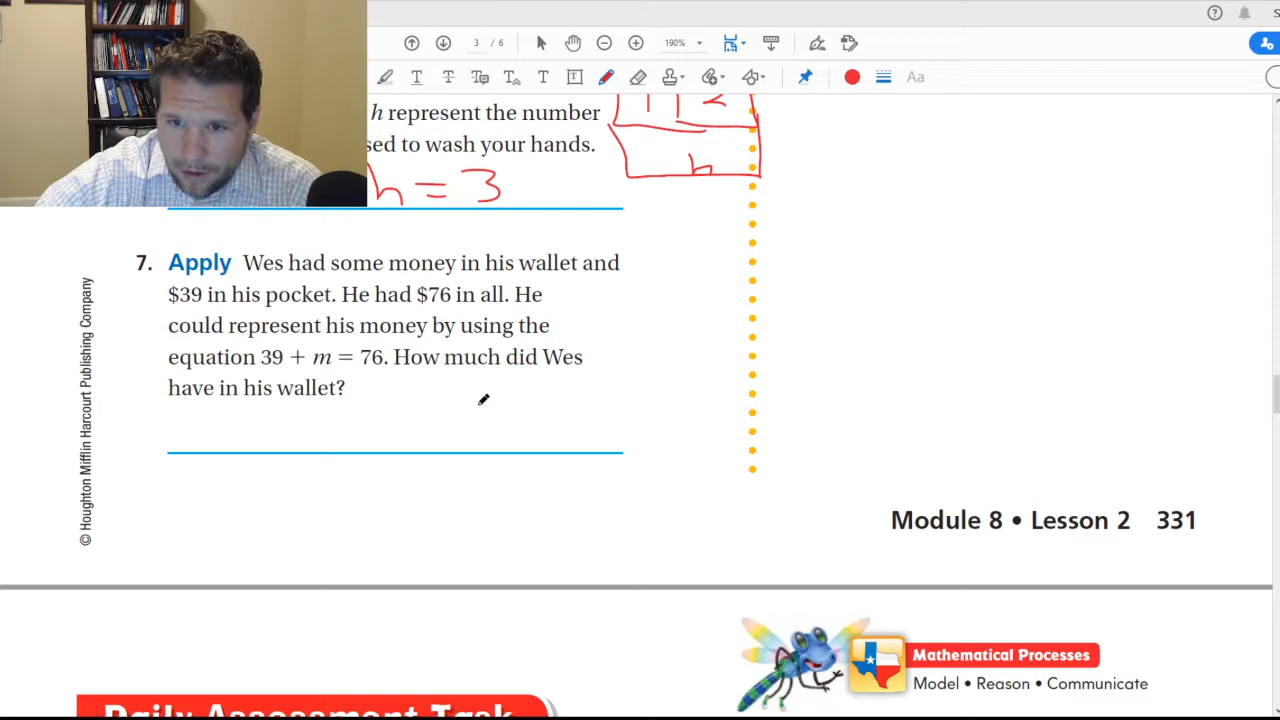 3 / 6
190%
Aa
h represent the number
sed to wash your hands.
h = 3
h
7. Apply Wes had some money in his wallet and
$39 in his pocket. He had $76 in all. He
could represent his money by using the
equation 39 + m = 76. How much did Wes
have in his wallet?
© Houghton Mifflin Harcourt Publishing Company
Module 8 • Lesson 2 331
Mathematical Processes
Model • Reason • Communicate
Daily Assessment Task